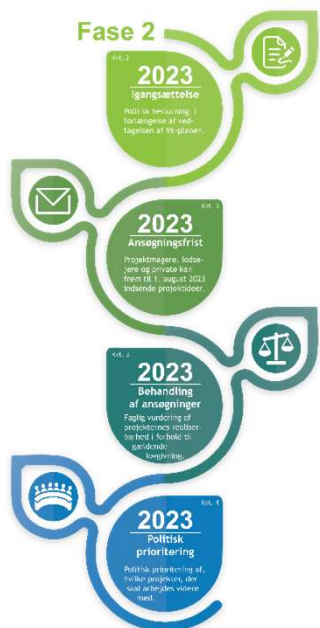 Fase 2
Kvt. 2
2023
Igangsættelse
Politisk beslutning i
forlængelse af ved-
tagelsen af VE-planer.
Kvt. 3
2023
Ansøgningsfrist
Projektmagere, lodse-
jere og private kan
frem til 1. august 2023
indsende projektideer.
Kvt. 3
2023
Behandling
af ansøgninger
Faglig vurdering af
projekternes realiser-
barhed i forhold til
gældende
lovgivning.
Kvt. 4
2023
Politisk
prioritering
Politisk prioritering af,
hvilke projekter, der
skal arbejdes videre
med.